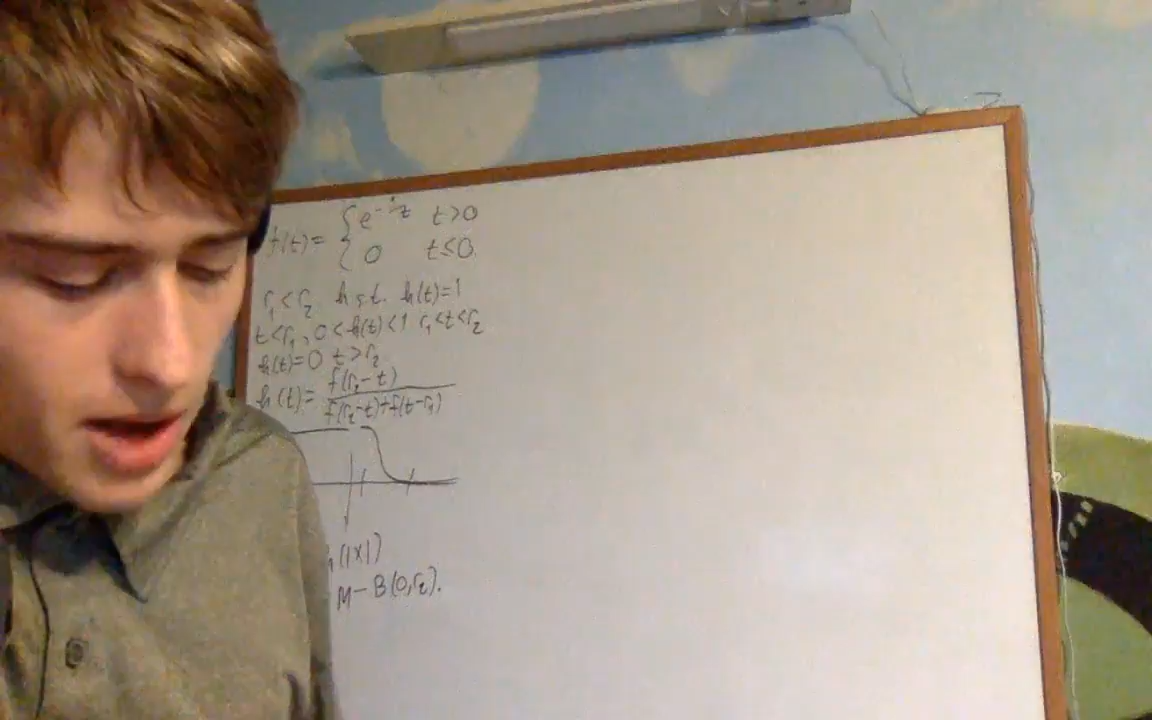 f(t) = { e^{-1/t} t>0
0 t≤0.
r₁ < r₂ h s.t. h(t)=1
t<r₁, 0<h(t)<1 r₁<t<r₂
h(t)=0 t>r₂
h(t)= f(r₂-t)
f(r₂-t)+f(t-r₁)
h(|x|)
M-B(0,r₂).